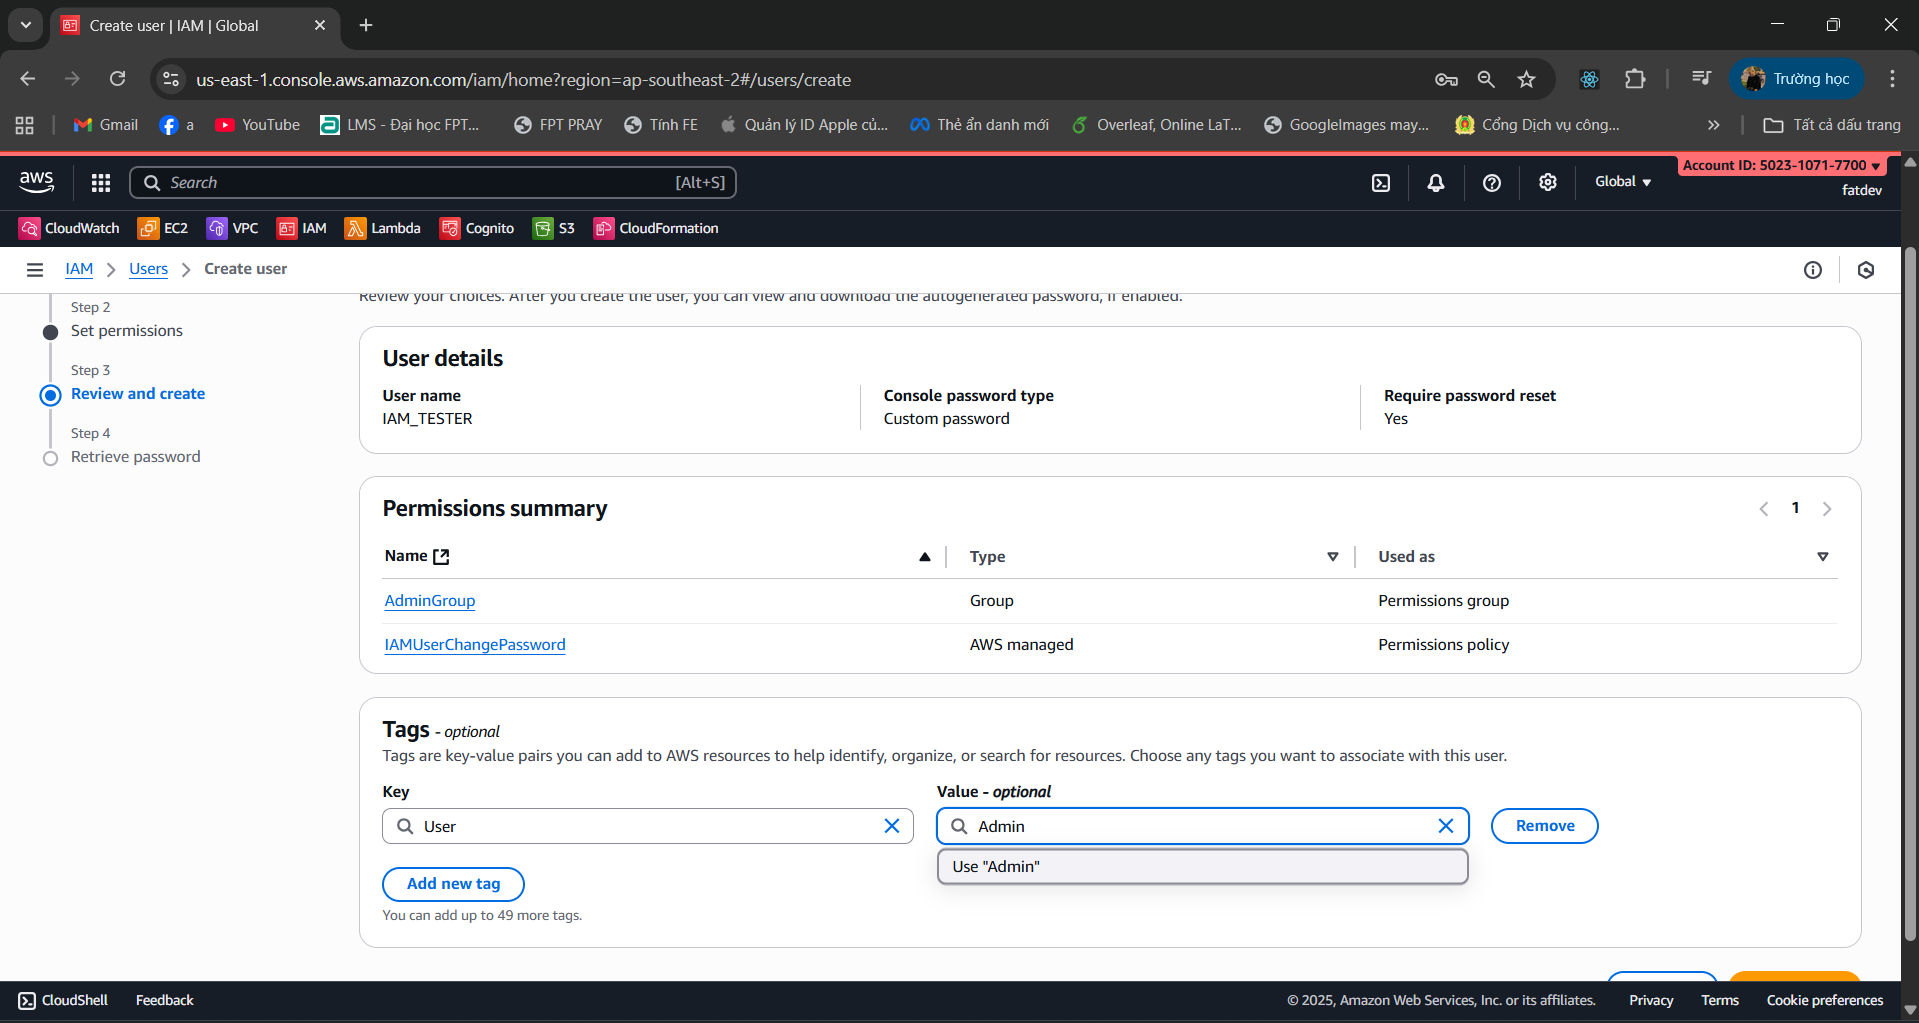 Create user | IAM | Global
us-east-1.console.aws.amazon.com/iam/home?region=ap-southeast-2#/users/create
Trường học
Gmail
a
YouTube
LMS - Đại học FPT...
FPT PRAY
Tính FE
Quản lý ID Apple củ...
Thẻ ẩn danh mới
Overleaf, Online LaT...
GoogleImages may...
Cổng Dịch vụ công...
Tất cả dấu trang
aws
Search
[Alt+S]
Global
Account ID: 5023-1071-7700
fatdev
CloudWatch
EC2
VPC
IAM
Lambda
Cognito
S3
CloudFormation
IAM
Users
Create user
Step 2
Set permissions
Step 3
Review and create
Step 4
Retrieve password
Review your choices. After you create the user, you can view and download the autogenerated password, if enabled.
User details
User name
IAM_TESTER
Console password type
Custom password
Require password reset
Yes
Permissions summary
1
Name
Type
Used as
AdminGroup
Group
Permissions group
IAMUserChangePassword
AWS managed
Permissions policy
Tags - optional
Tags are key-value pairs you can add to AWS resources to help identify, organize, or search for resources. Choose any tags you want to associate with this user.
Key
Value - optional
User
Admin
Remove
Use "Admin"
Add new tag
You can add up to 49 more tags.
CloudShell
Feedback
© 2025, Amazon Web Services, Inc. or its affiliates.
Privacy
Terms
Cookie preferences